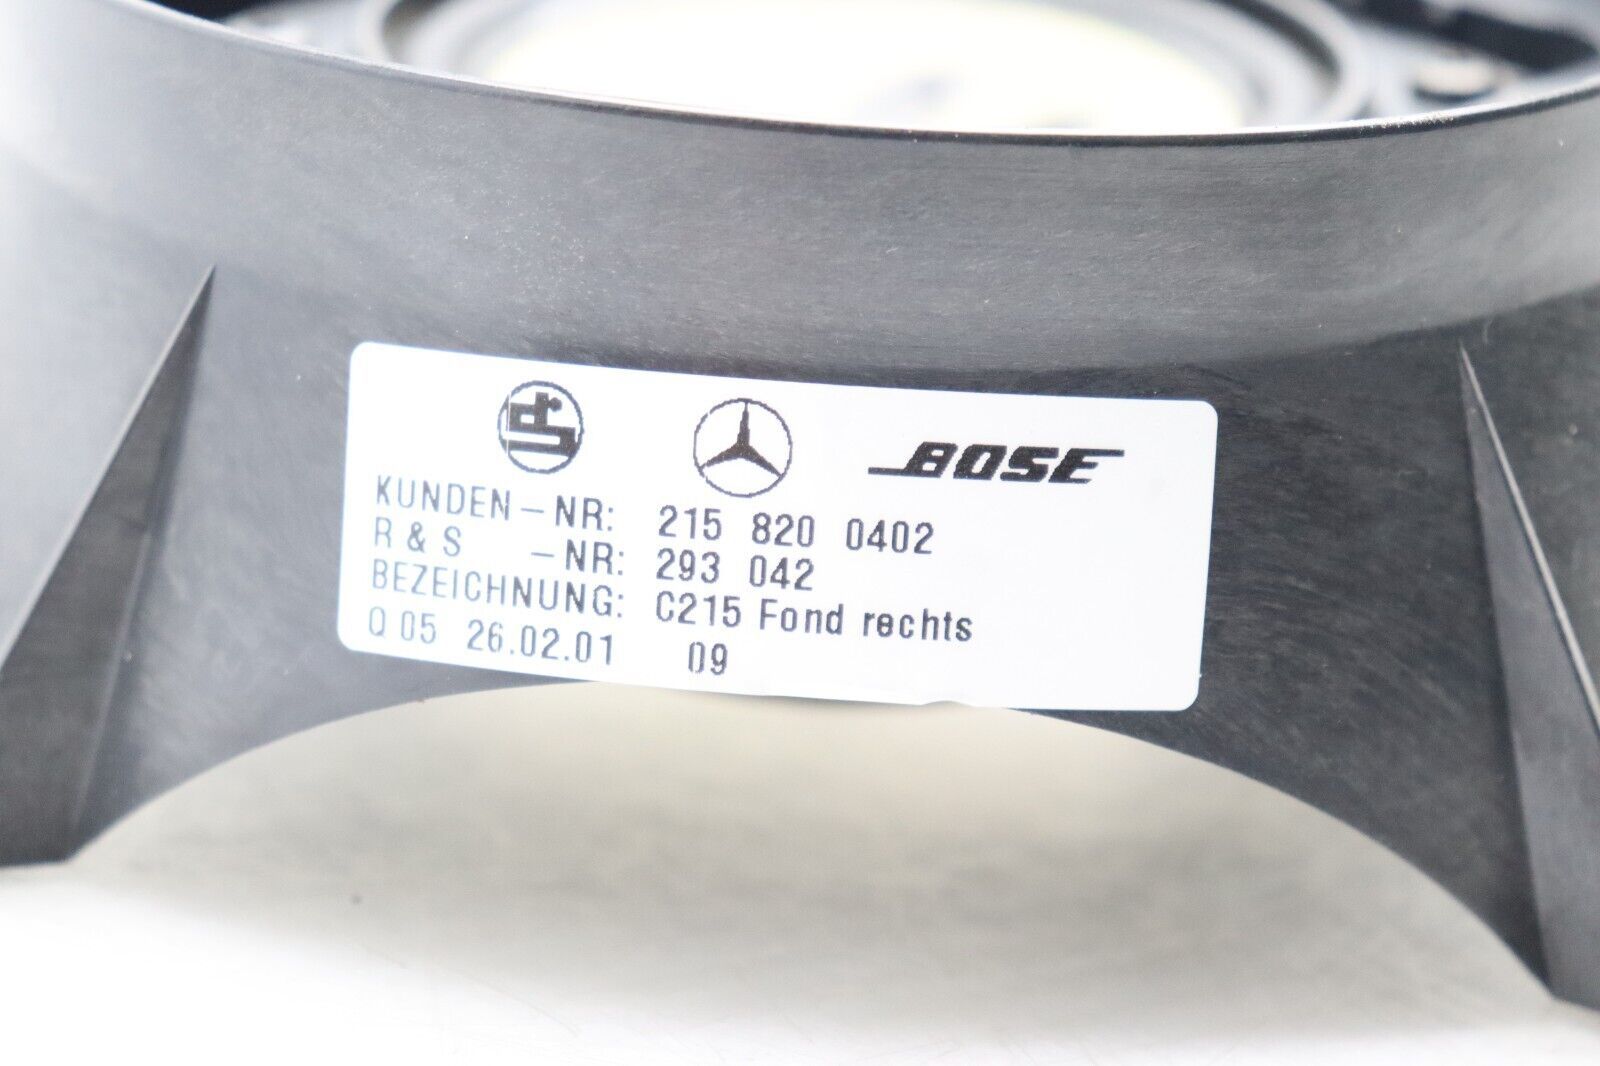 BOSE
KUNDEN-NR: 215 820 0402
R & S -NR: 293 042
BEZEICHNUNG: C215 Fond rechts
Q 05 26.02.01 09